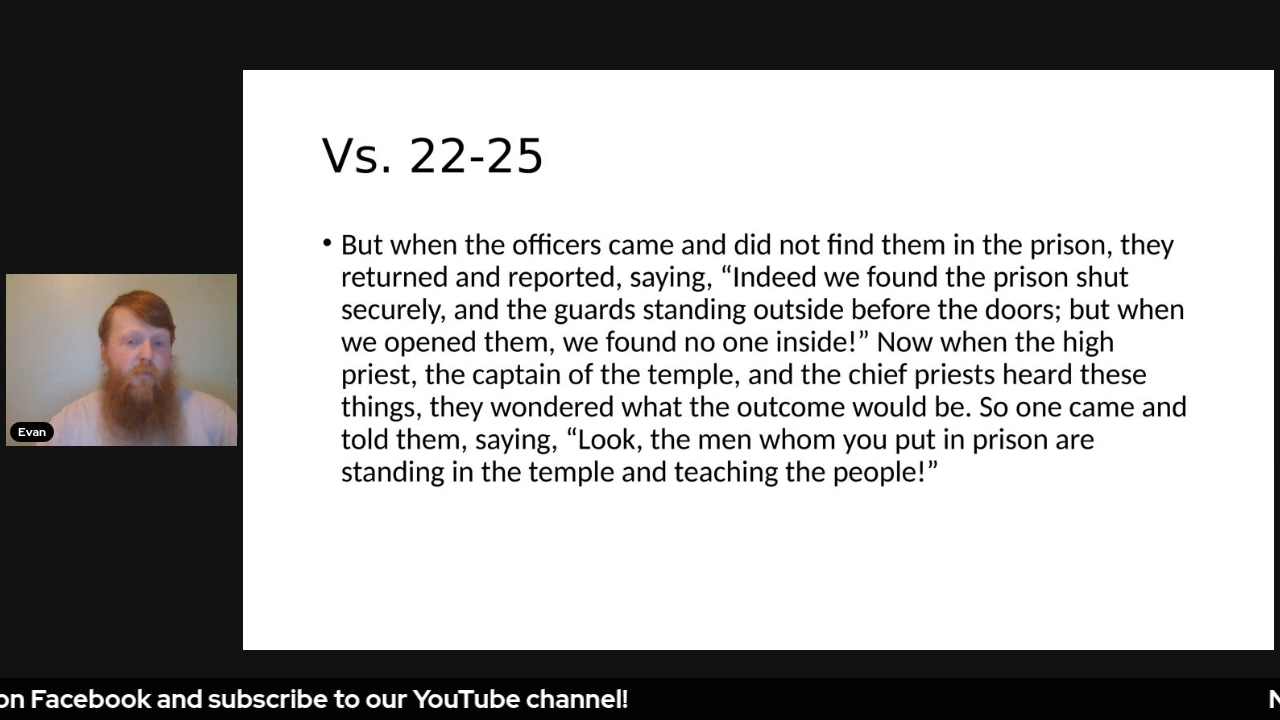 Vs. 22-25
• But when the officers came and did not find them in the prison, they
returned and reported, saying, “Indeed we found the prison shut
securely, and the guards standing outside before the doors; but when
we opened them, we found no one inside!” Now when the high
priest, the captain of the temple, and the chief priests heard these
things, they wondered what the outcome would be. So one came and
told them, saying, “Look, the men whom you put in prison are
standing in the temple and teaching the people!”
Evan
on Facebook and subscribe to our YouTube channel!